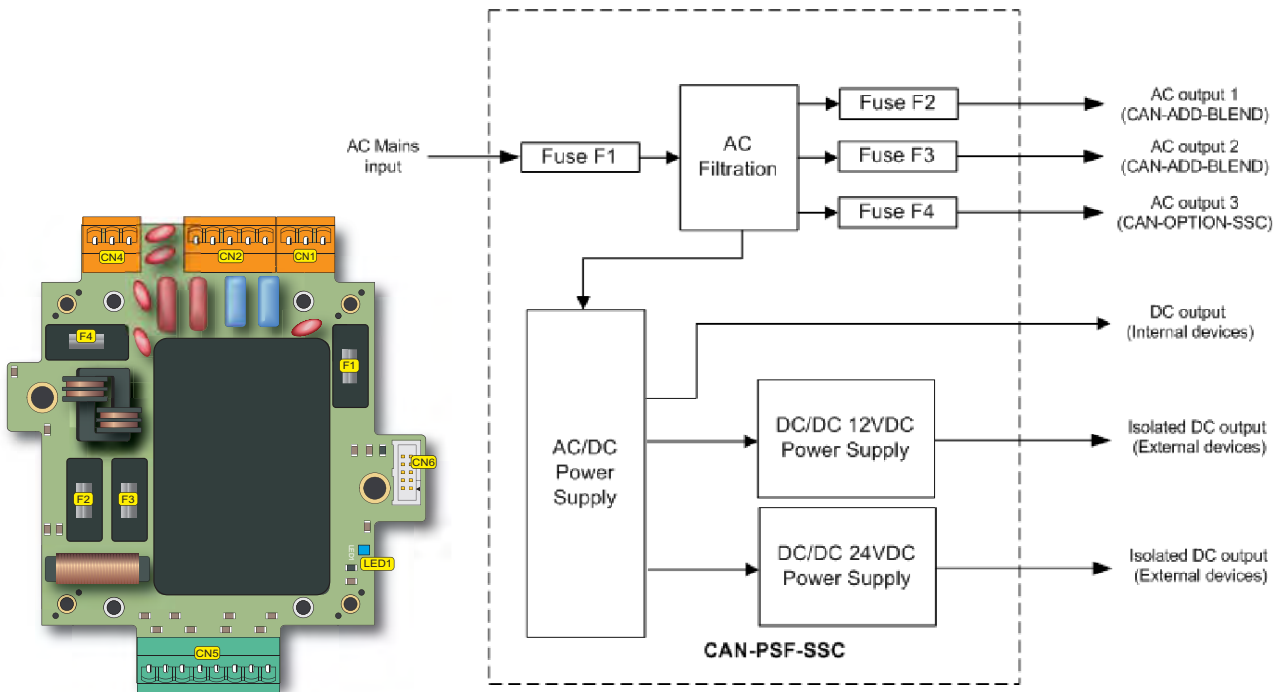 CN4
CN2
CN1
F4
F1
F2
F3
CN6
LED1
LED1
CN5
AC Mains
input
Fuse F1
AC
Filtration
Fuse F2
Fuse F3
Fuse F4
AC output 1
(CAN-ADD-BLEND)
AC output 2
(CAN-ADD-BLEND)
AC output 3
(CAN-OPTION-SSC)
AC/DC
Power
Supply
DC output
(Internal devices)
DC/DC 12VDC
Power Supply
Isolated DC output
(External devices)
DC/DC 24VDC
Power Supply
Isolated DC output
(External devices)
CAN-PSF-SSC